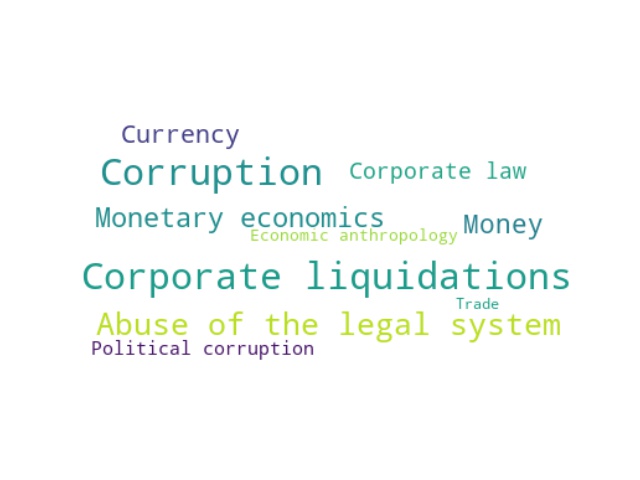 Currency
Corruption
Corporate law
Monetary economics
Money
Economic anthropology
Corporate liquidations
Trade
Abuse of the legal system
Political corruption